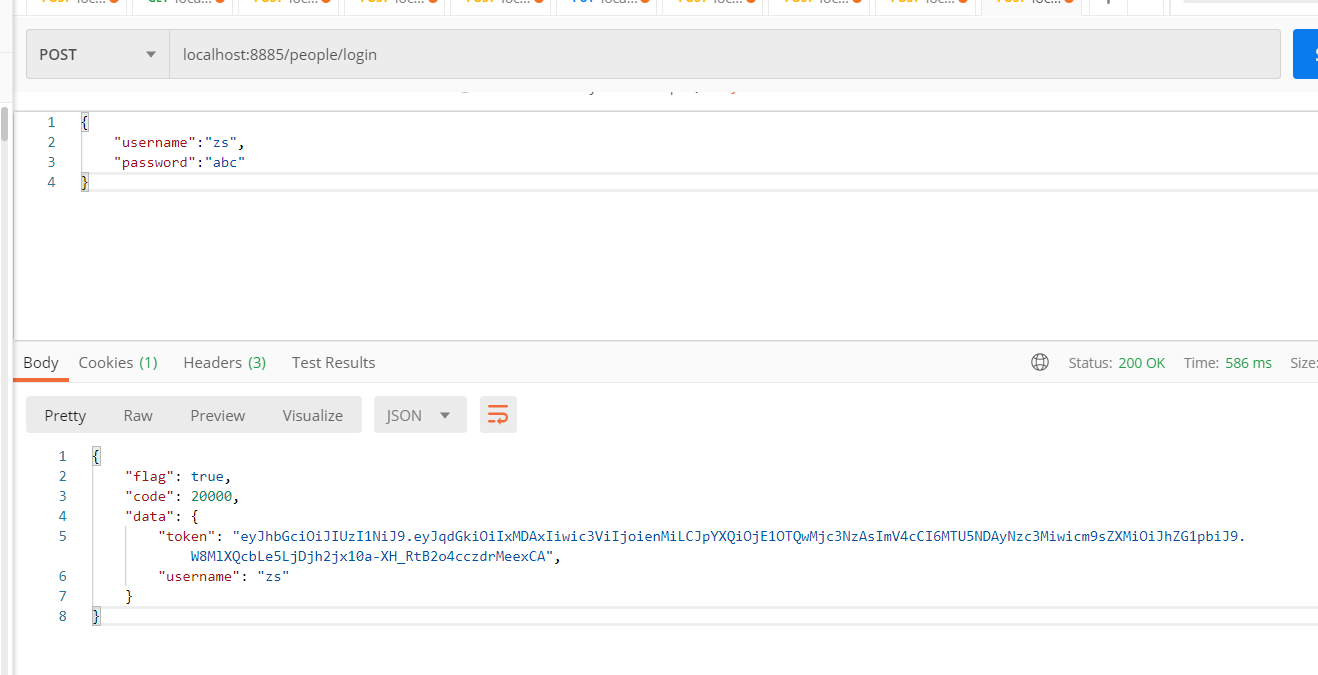 POST localhost:8885/people/login
1 {
2 "username":"zs",
3 "password":"abc"
4 }
Body Cookies (1) Headers (3) Test Results Status: 200 OK Time: 586 ms Size:
Pretty Raw Preview Visualize JSON
1 {
2 "flag": true,
3 "code": 20000,
4 "data": {
5 "token": "eyJhbGciOiJIUzI1NiJ9.eyJqdGkiOiIxMDAxIiwic3ViIjoienMiLCJpYXQiOjE1OTQwMjc3NzAsImV4cCI6MTU5NDAyNzc3Miwicm9sZXMiOiJhZG1pbiJ9.
W8MlXQcbLe5LjDjh2jx10a-XH_RtB2o4cczdrMeexCA",
6 "username": "zs"
7 }
8 }